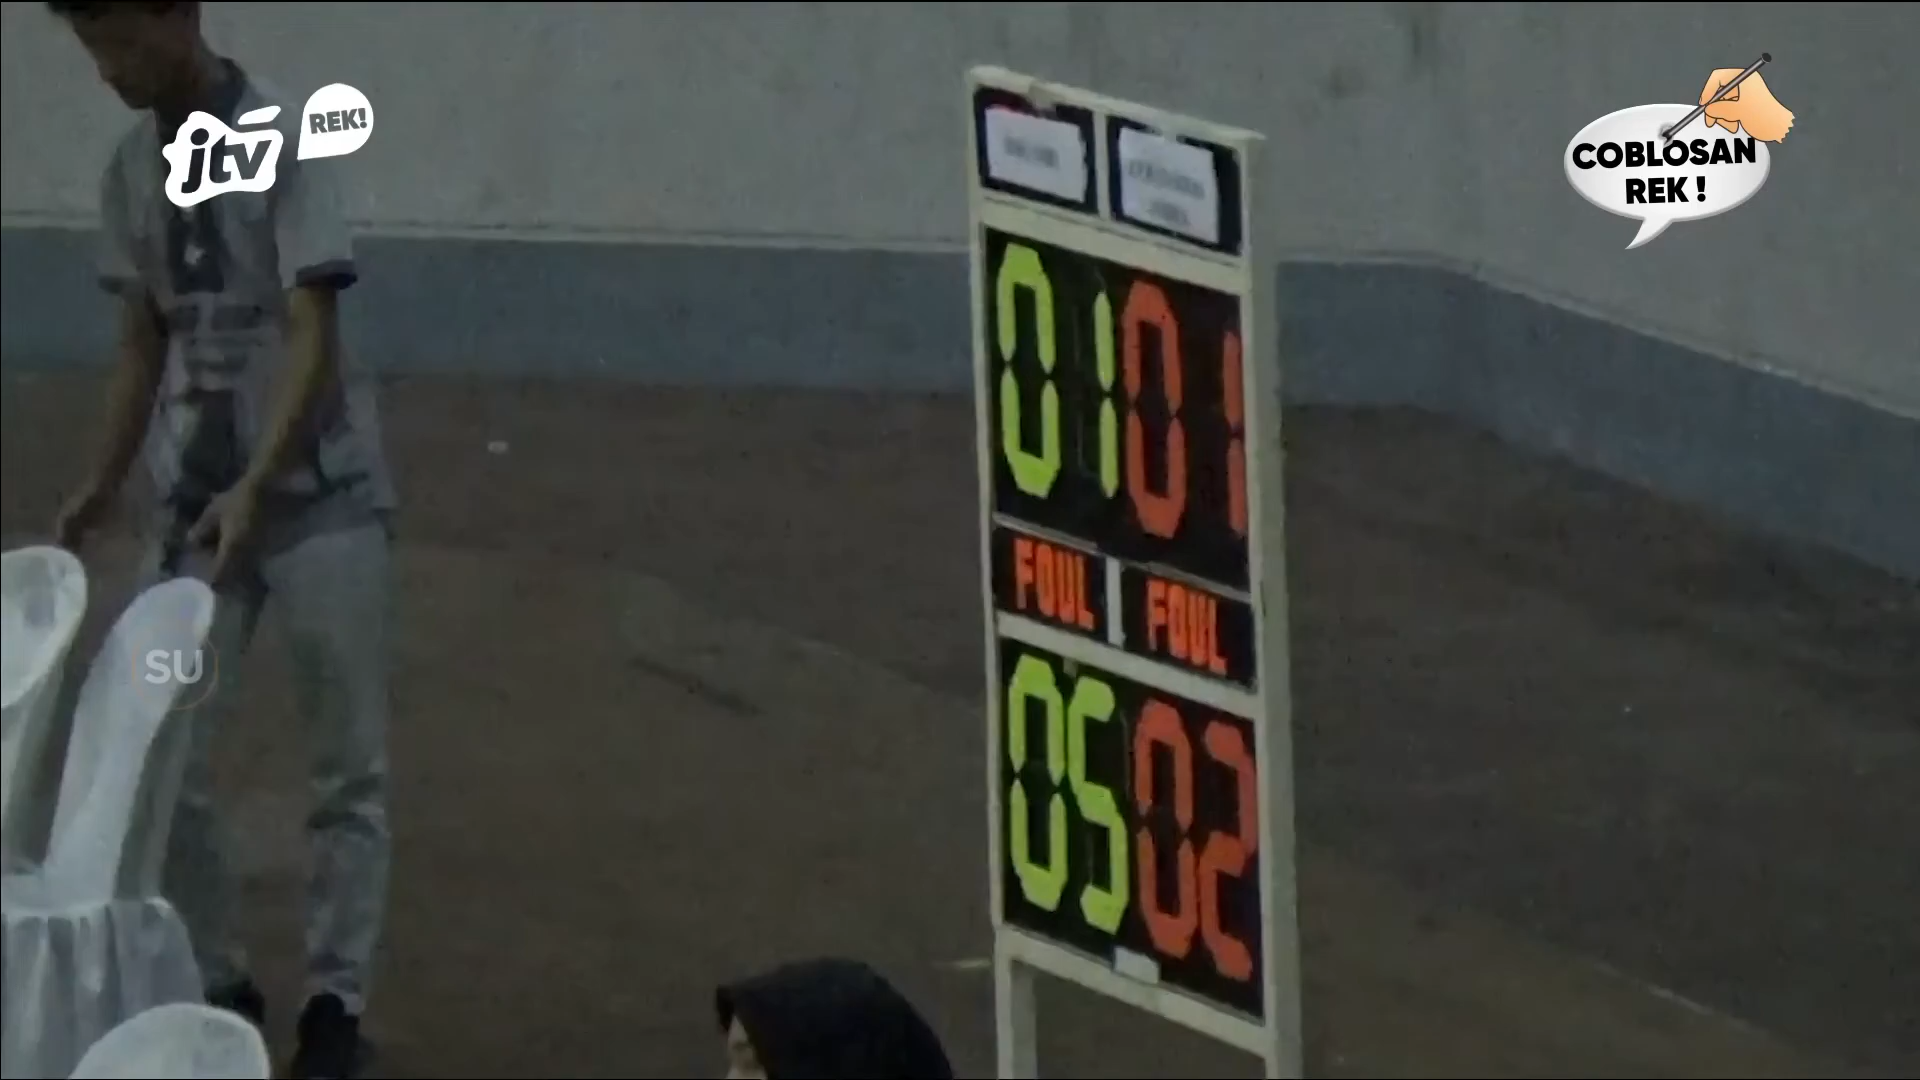 jtv
REK!
COBLOSAN
REK !
01 01
FOUL FOUL
05 02
SU